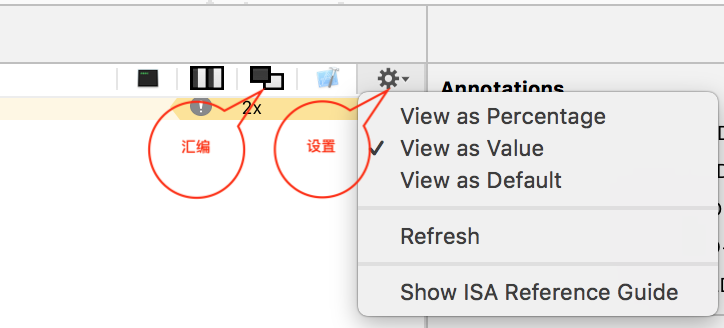 Annotations
2x
汇编
设置
View as Percentage
View as Value
View as Default
Refresh
Show ISA Reference Guide